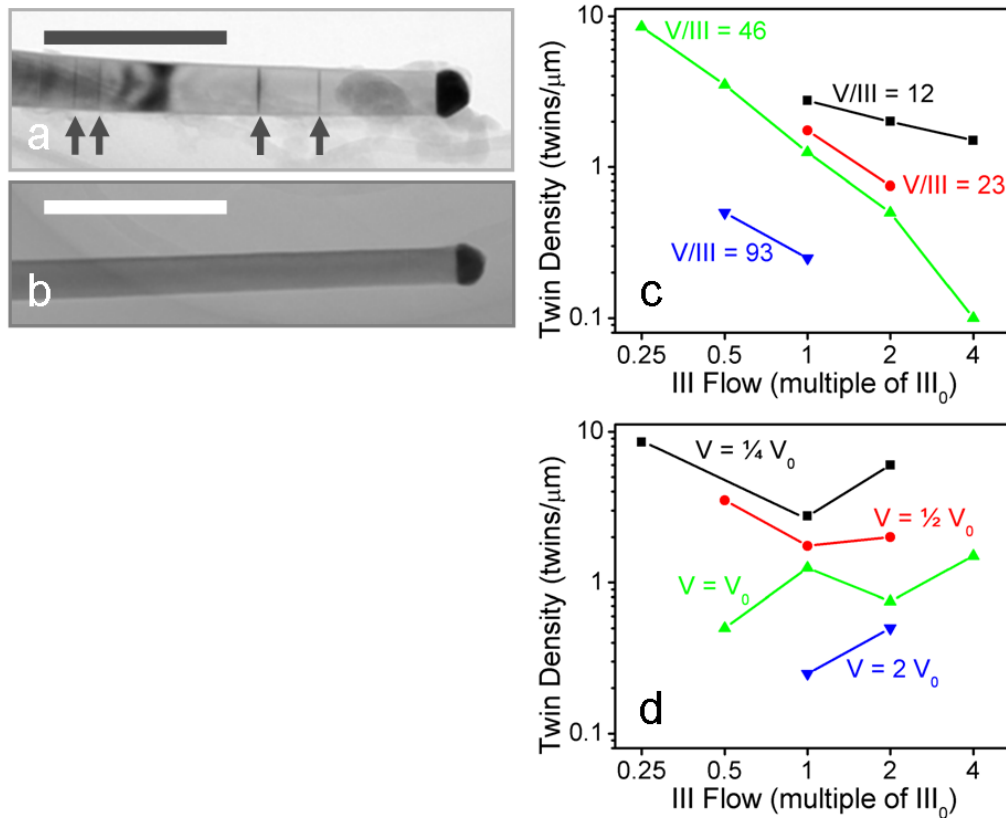 a
b
Twin Density (twins/μm)
10
1
0.1
V/III = 46
V/III = 12
V/III = 23
V/III = 93
c
0.25 0.5 1 2 4
III Flow (multiple of III₀)
Twin Density (twins/μm)
10
1
0.1
V = ¼ V₀
V = ½ V₀
V = V₀
V = 2 V₀
d
0.25 0.5 1 2 4
III Flow (multiple of III₀)